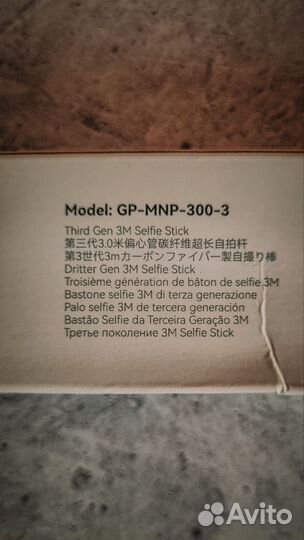 Model: GP-MNP-300-3
Third Gen 3M Selfie Stick
第三代3.0米偏心管碳纤维超长自拍杆
第3世代3mカーボンファイバー製自撮り棒
Dritter Gen 3M Selfie Stick
Troisième génération de bâton de selfie 3M
Bastone selfie 3M di terza generazione
Palo selfie 3M de tercera generación
Bastão Selfie da Terceira Geração 3M
Третье поколение 3M Selfie Stick
Avito